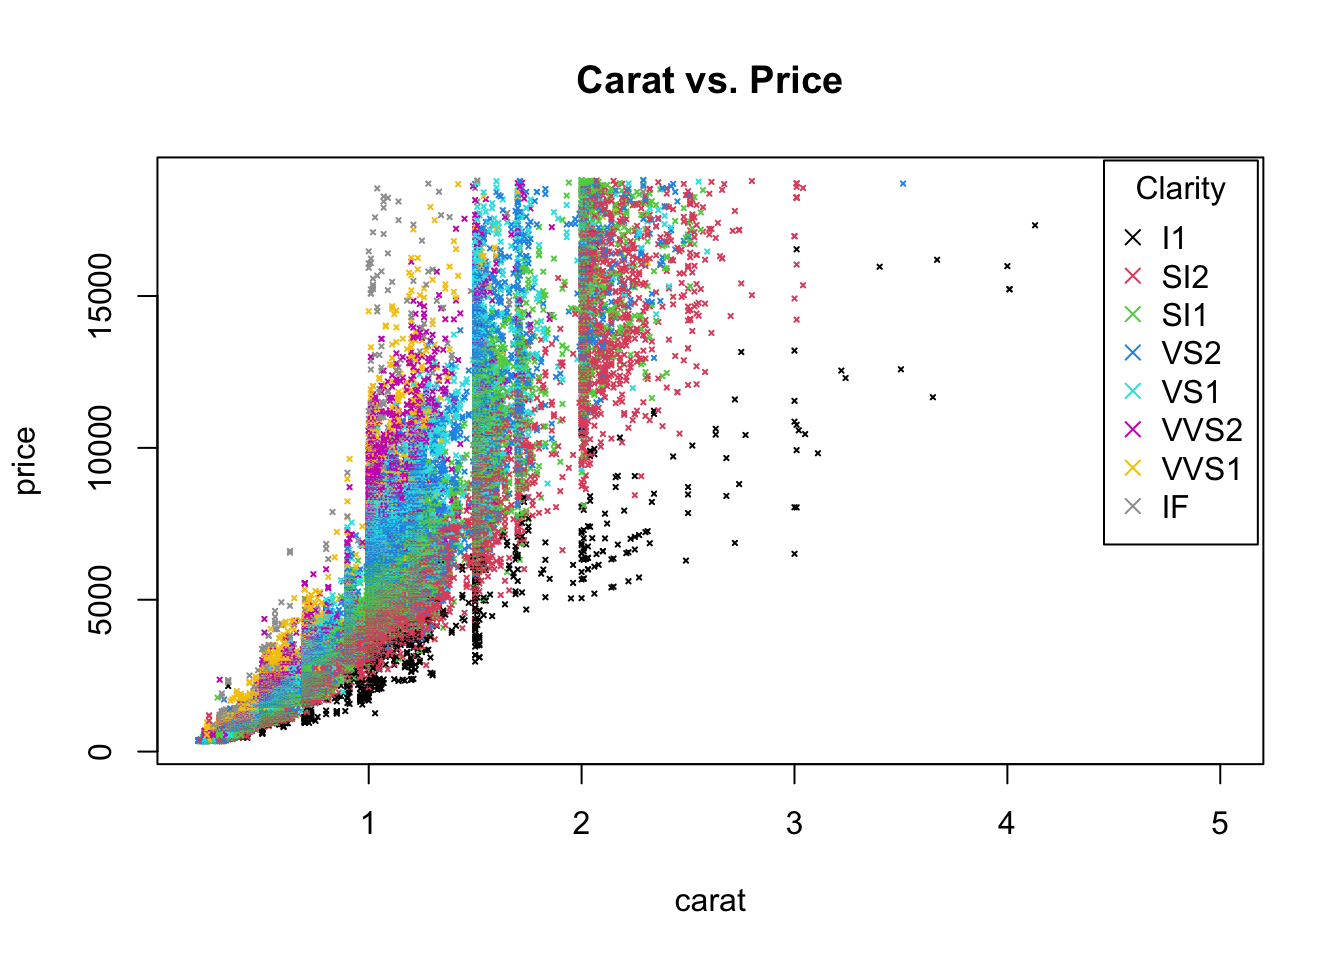 Carat vs. Price
price
15000
10000
5000
0
1 2 3 4 5
carat
Clarity
I1
SI2
SI1
VS2
VS1
VVS2
VVS1
IF